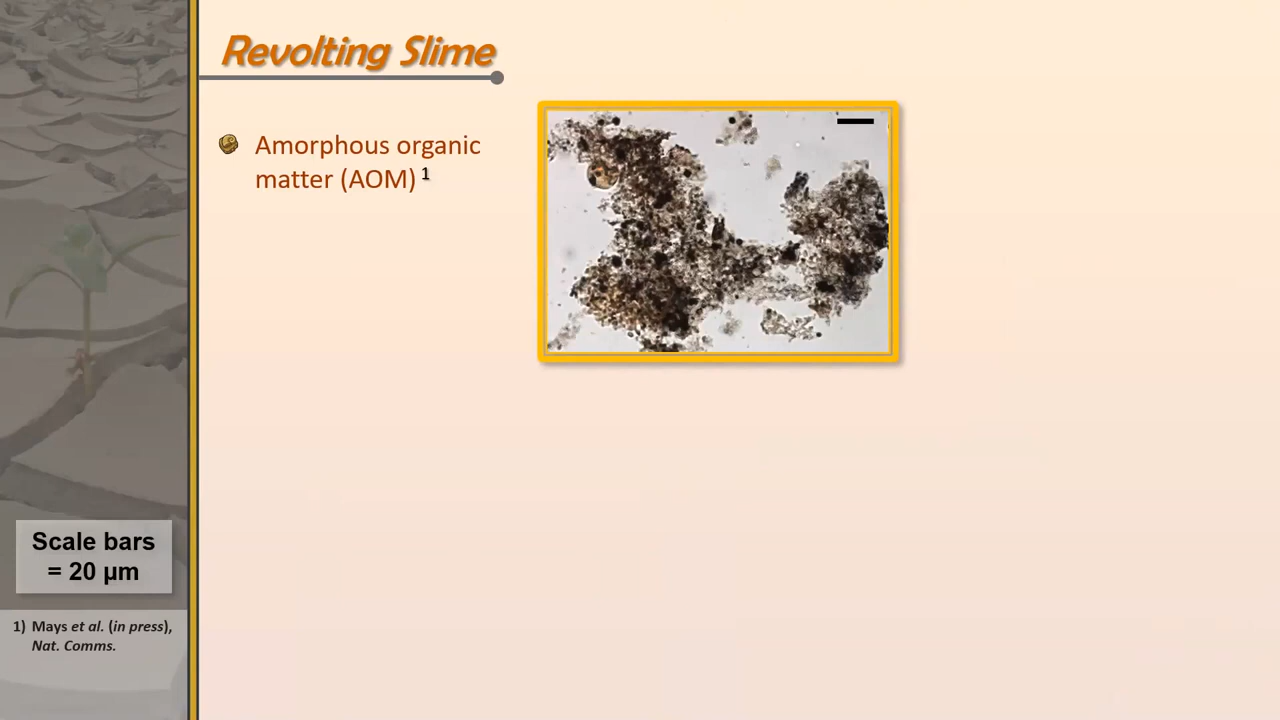 Revolting Slime
Amorphous organic
matter (AOM) 1
Scale bars
= 20 µm
1) Mays et al. (in press),
Nat. Comms.